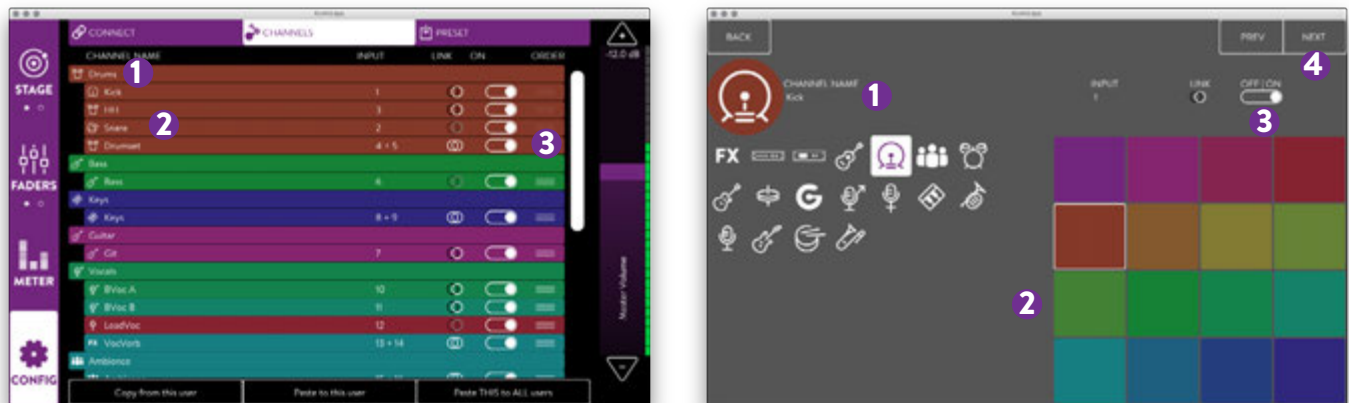 CONNECT
CHANNELS
PRESET
CHANNEL NAME INPUT LINK ON ORDER
-12.0 dB
STAGE
FADERS
METER
CONFIG
Drums 1
Kick 1
HH 3
Snare 2 2
Drumset 4 + 5 3
Bass
Bass 6
Keys
Keys 8 + 9
Guitar
Git 7
Vocals
BVoc A 10
BVoc B 11
LeadVoc 12
FX VocVerb 13 + 14
Ambience
Master Volume
Copy from this user
Paste to this user
Paste THIS to ALL users
BACK
PREV
NEXT
4
CHANNEL NAME 1 INPUT LINK OFF | ON
Kick 1
3
FX
G
2